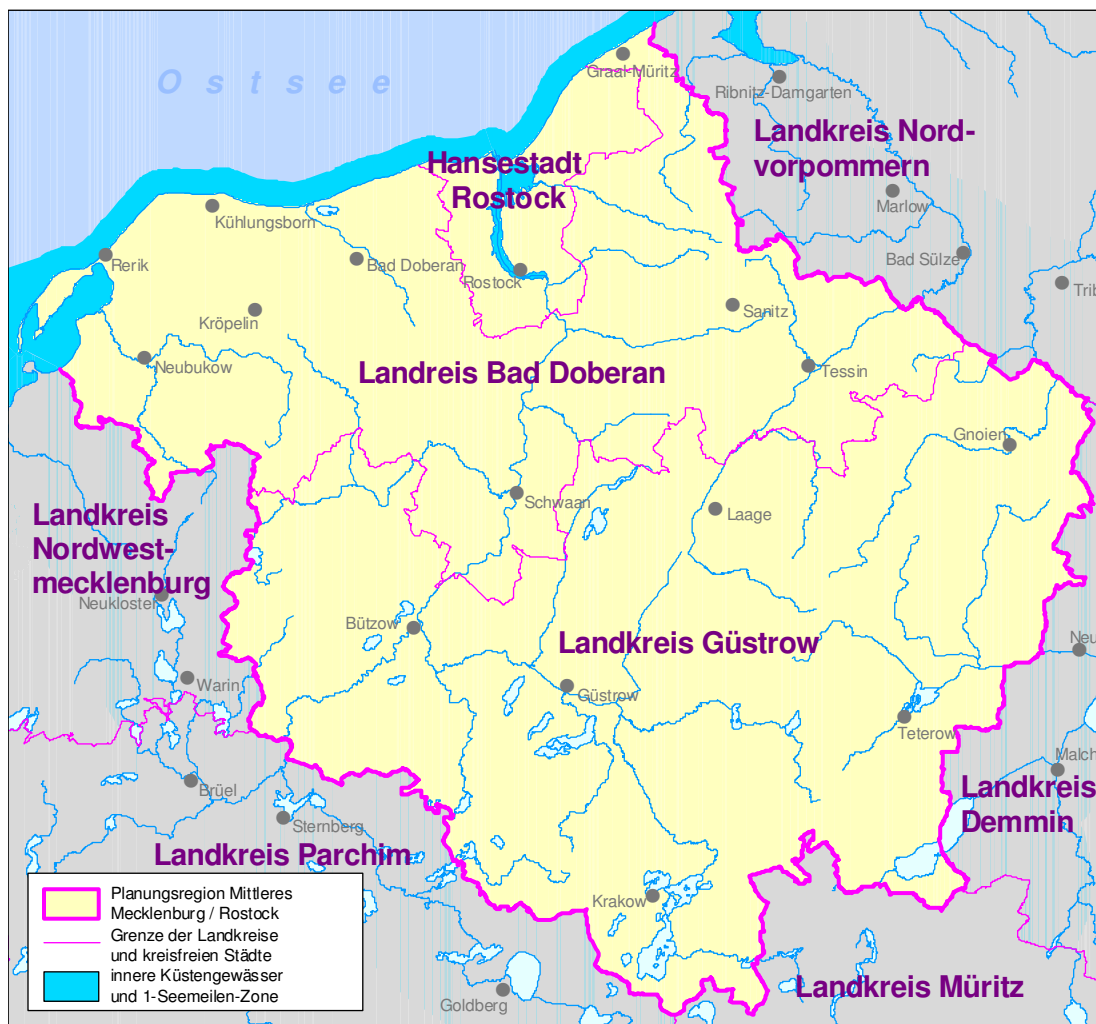 Ostsee
Graal-Müritz
Ribnitz-Damgarten
Landkreis Nord-
vorpommern
Hansestadt
Rostock
Marlow
Kühlungsborn
Rerik
Bad Doberan
Rostock
Bad Sülze
Trib
Kröpelin
Sanitz
Neubukow
Landreis Bad Doberan
Tessin
Gnoien
Schwaan
Laage
Landkreis
Nordwest-
mecklenburg
Neukloster
Bützow
Landkreis Güstrow
Neu
Warin
Güstrow
Teterow
Malch
Brüel
Landkreis
Demmin
Sternberg
Landkreis Parchim
Krakow
Goldberg
Landkreis Müritz
Planungsregion Mittleres
Mecklenburg / Rostock
Grenze der Landkreise
und kreisfreien Städte
innere Küstengewässer
und 1-Seemeilen-Zone